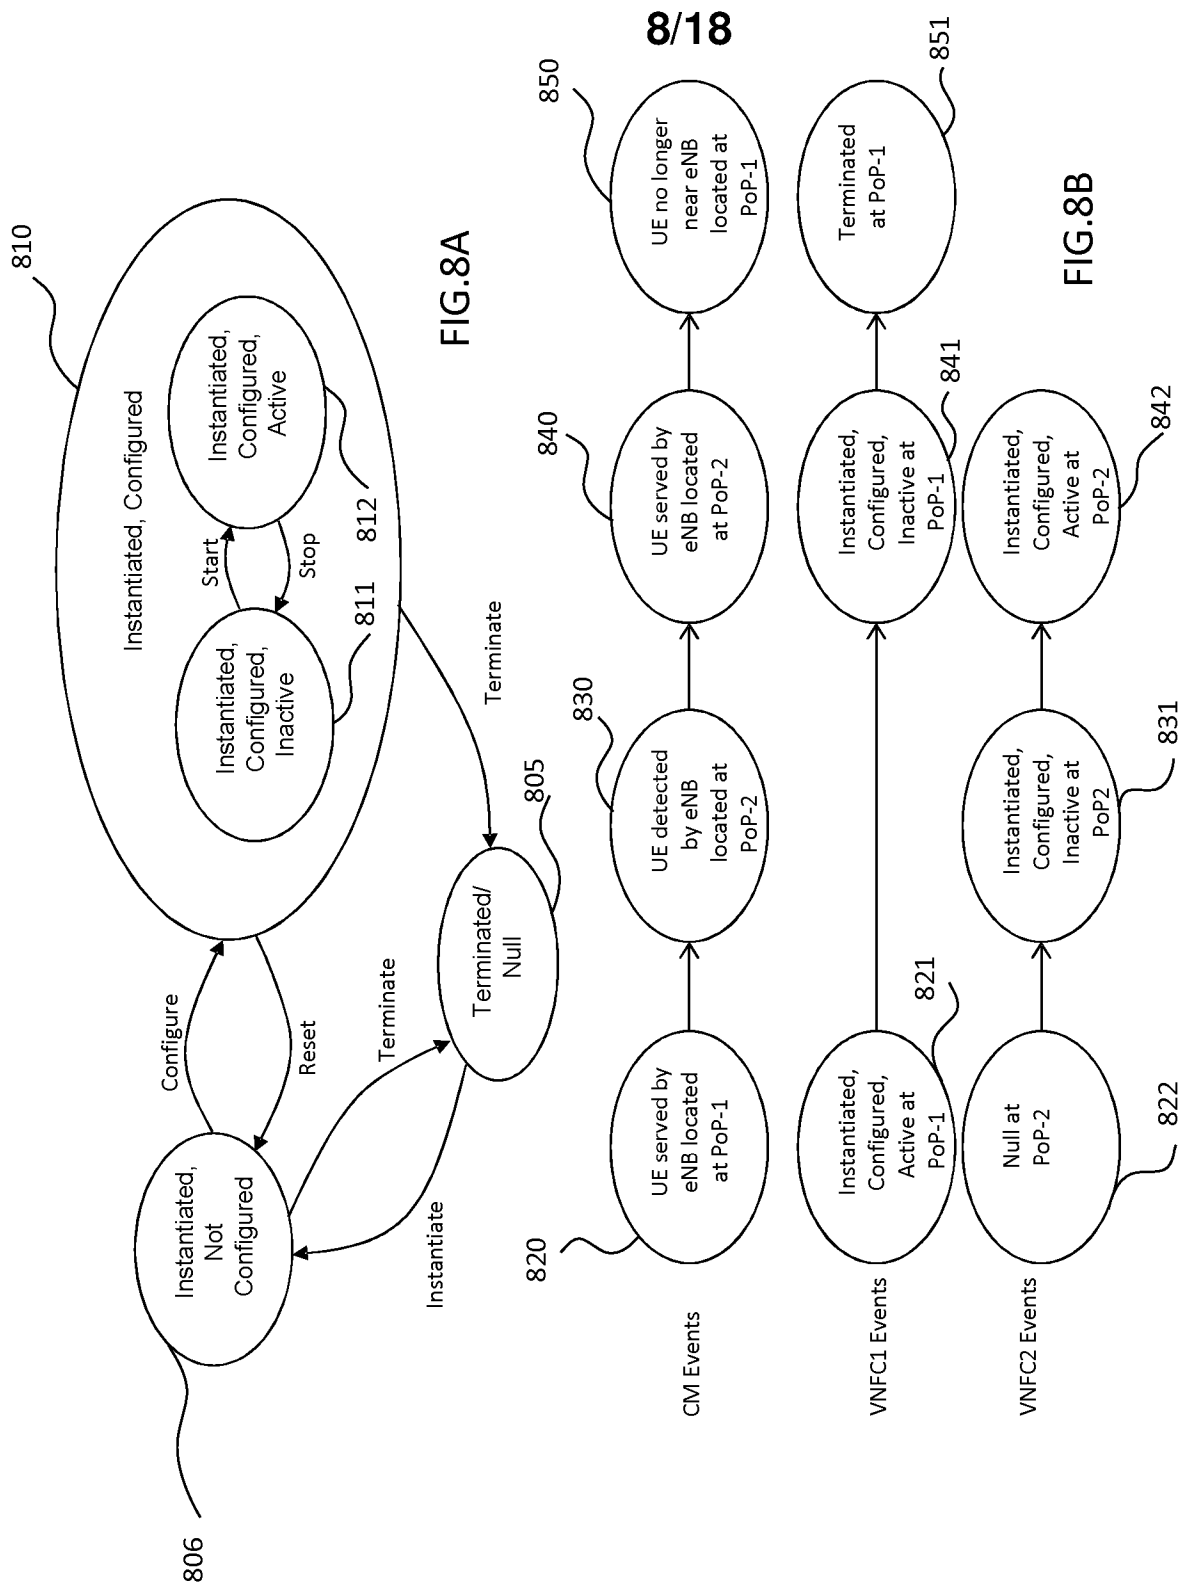 8/18
810
Instantiated, Configured
Instantiated,
Configured,
Active
812
Start
Stop
Instantiated,
Configured,
Inactive
811
Terminate
Configure
Reset
Terminate
Instantiate
Terminated/
Null
805
Instantiated,
Not
Configured
806
FIG.8A
CM Events
UE served by
eNB located
at PoP-1
820
UE detected
by eNB
located at
PoP-2
830
UE served by
eNB located
at PoP-2
840
UE no longer
near eNB
located at
PoP-1
850
VNFC1 Events
Instantiated,
Configured,
Active at
PoP-1
821
Instantiated,
Configured,
Inactive at
PoP-1
841
Terminated
at PoP-1
851
VNFC2 Events
Null at
PoP-2
822
Instantiated,
Configured,
Inactive at
PoP2
831
Instantiated,
Configured,
Active at
PoP-2
842
FIG.8B